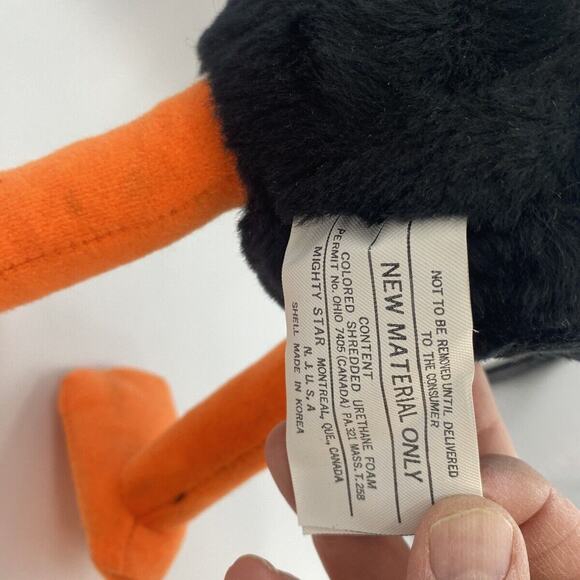 NOT TO BE REMOVED UNTIL DELIVERED
TO THE CONSUMER
NEW MATERIAL ONLY
CONTENT
COLORED SHREDDED URETHANE FOAM
PERMIT No. OHIO 7405 (CANADA) PA. 321 MASS. T. 258
MIGHTY STAR MONTREAL, QUE., CANADA
N. J. U. S. A
SHELL MADE IN KOREA